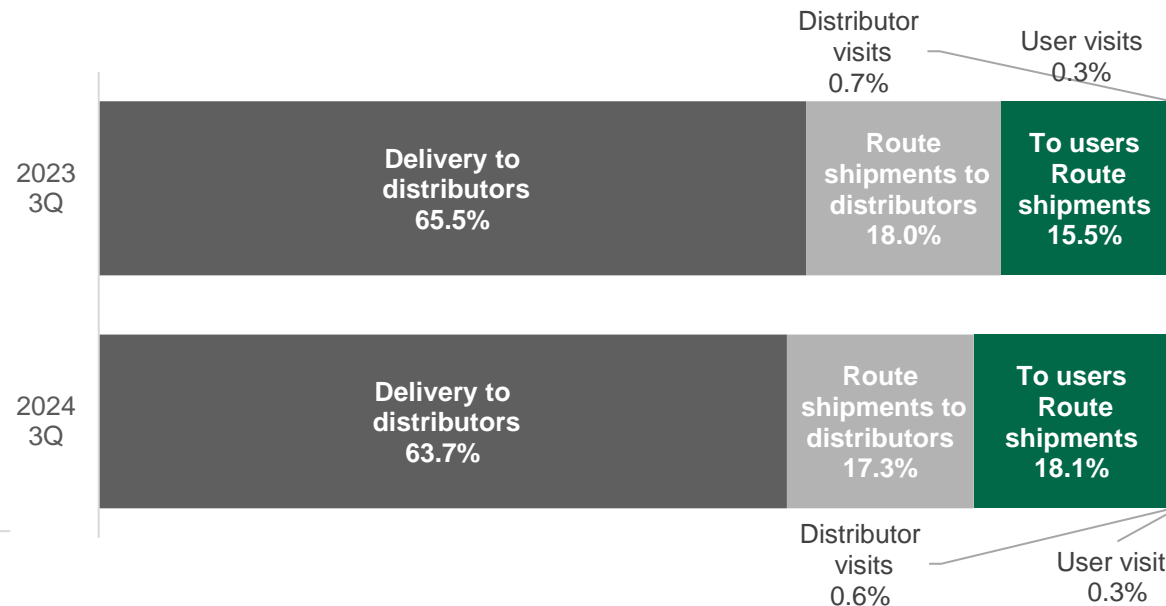 Distributor
visits
0.7%
User visits
0.3%
2023
3Q
Delivery to
distributors
65.5%
Route
shipments to
distributors
18.0%
To users
Route
shipments
15.5%
2024
3Q
Delivery to
distributors
63.7%
Route
shipments to
distributors
17.3%
To users
Route
shipments
18.1%
Distributor
visits
0.6%
User visit
0.3%